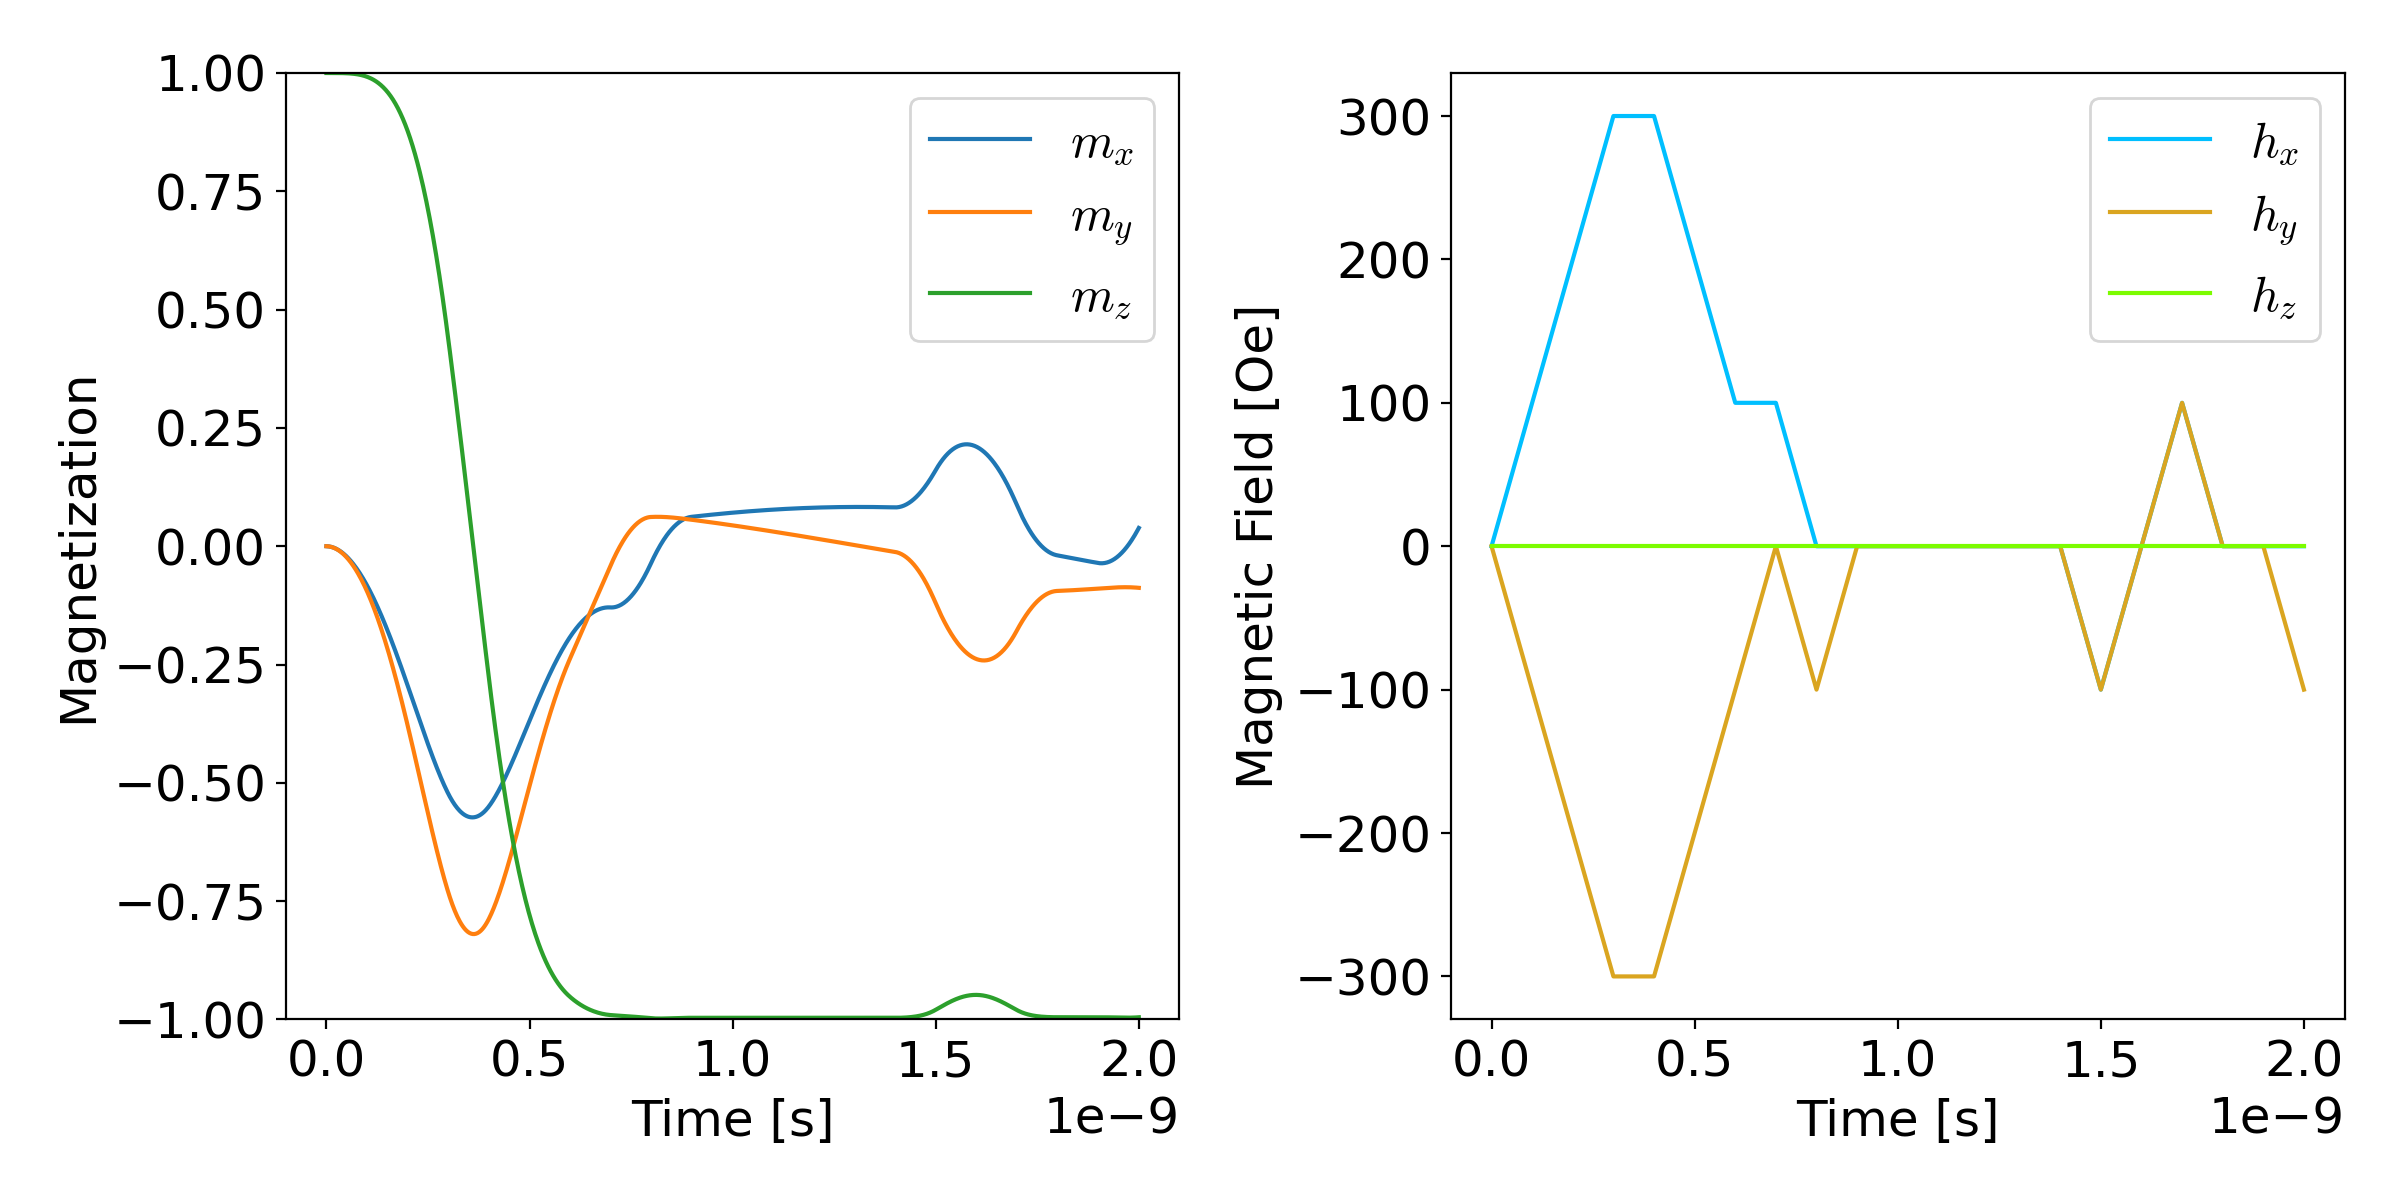 Magnetization
1.00
0.75
0.50
0.25
0.00
−0.25
−0.50
−0.75
−1.00
0.0 0.5 1.0 1.5 2.0
Time [s]
1e−9
m_x
m_y
m_z
Magnetic Field [Oe]
300
200
100
0
−100
−200
−300
0.0 0.5 1.0 1.5 2.0
Time [s]
1e−9
h_x
h_y
h_z